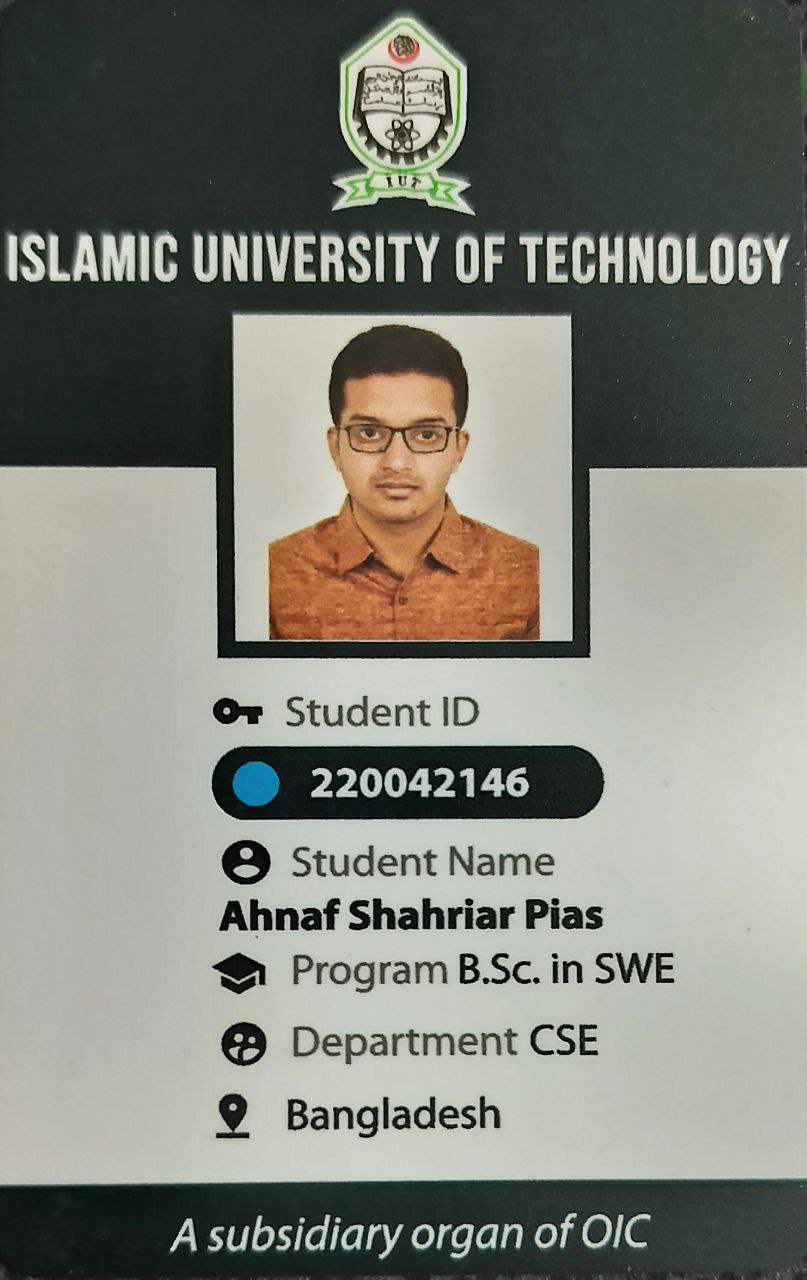 IUT
ISLAMIC UNIVERSITY OF TECHNOLOGY
Student ID
220042146
Student Name
Ahnaf Shahriar Pias
Program B.Sc. in SWE
Department CSE
Bangladesh
A subsidiary organ of OIC